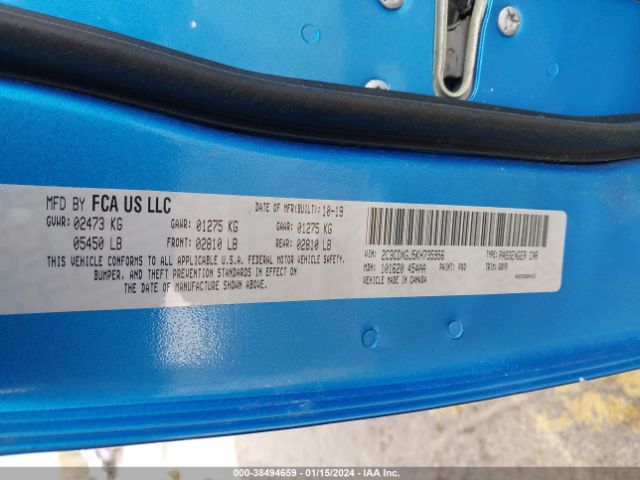 MFD BY FCA US LLC
DATE OF MFR(BUILT): 10-19
GVWR: 02473 KG
GAWR: 01275 KG
GAWR: 01275 KG
05450 LB
FRONT: 02810 LB
REAR: 02810 LB
THIS VEHICLE CONFORMS TO ALL APPLICABLE U.S.A. FEDERAL MOTOR VEHICLE SAFETY,
BUMPER, AND THEFT PREVENTION STANDARDS IN EFFECT ON
THE DATE OF MANUFACTURE SHOWN ABOVE.
VIN: 2C3CDXGJ5KH735956
TYPE: PASSENGER CAR
MDH: 101620 454AA
PAINT: PQD
TRIM:
VEHICLE MADE IN CANADA
00-38494659 - 01/15/2024 - IAA Inc.